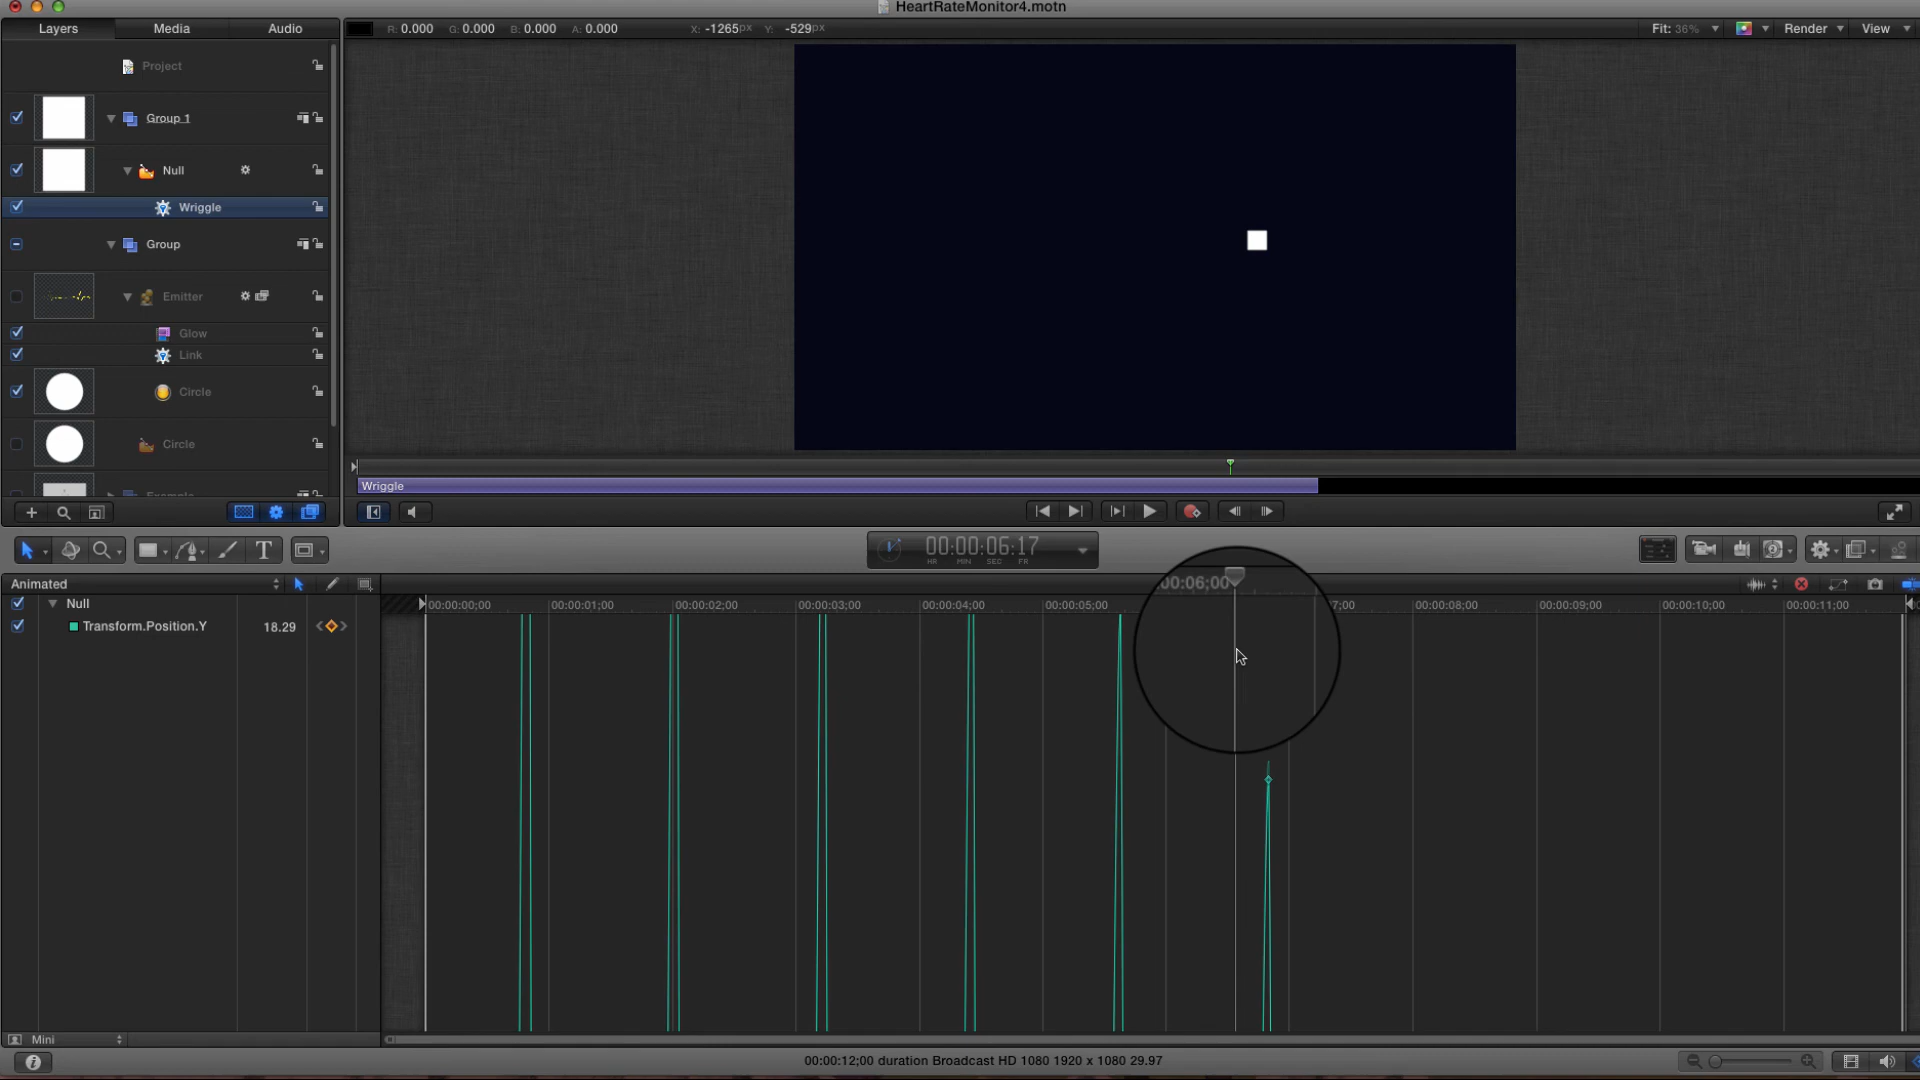 HeartRateMonitor4.motn
Layers Media Audio
R: 0.000 G: 0.000 B: 0.000 A: 0.000 X: -1265px Y: -529px
Fit: 36% Render View
Project
Group 1
Null
Wriggle
Group
Emitter
Glow
Link
Circle
Circle
Wriggle
T
00:00:06;17
HR MIN SEC FR
Animated
Null
Transform.Position.Y 18.29
00:06;00
00:00:00;00 00:00:01;00 00:00:02;00 00:00:03;00 00:00:04;00 00:00:05;00 7;00 00:00:08;00 00:00:09;00 00:00:10;00 00:00:11;00
Mini
00:00:12;00 duration Broadcast HD 1080 1920 x 1080 29.97